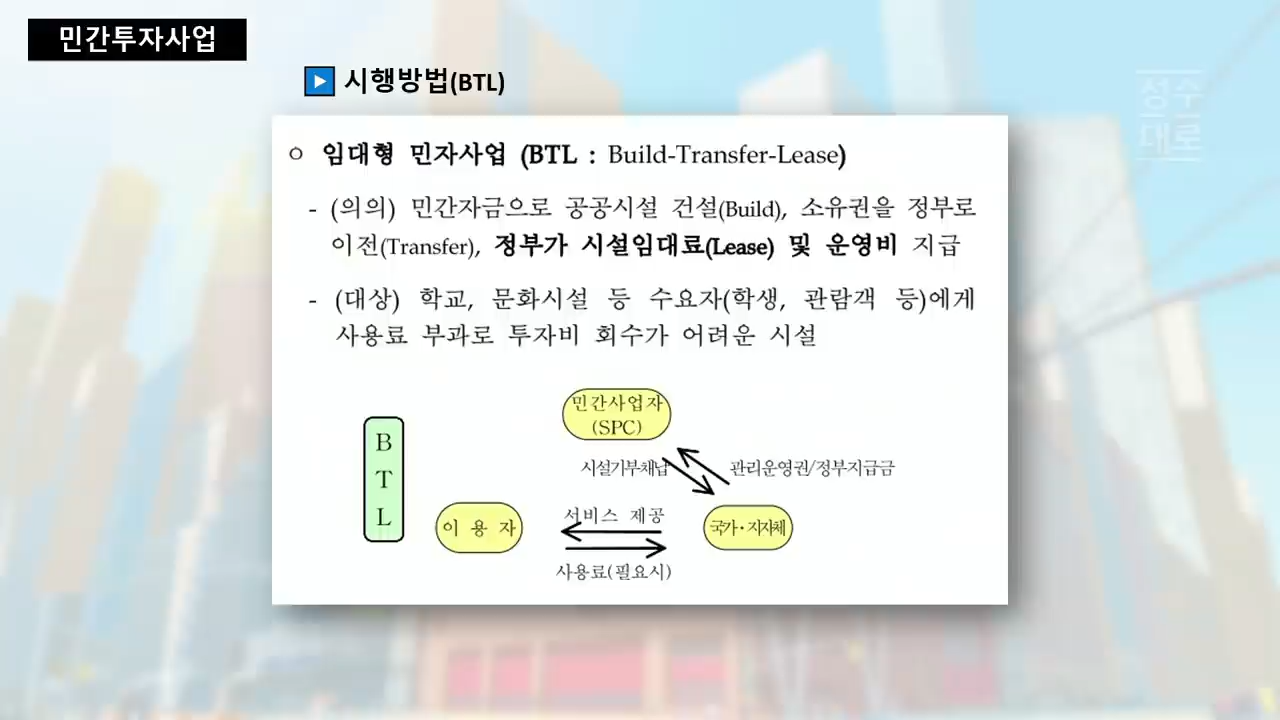 민간투자사업
시행방법(BTL)
성수
대로
○ 임대형 민자사업 (BTL : Build-Transfer-Lease)
- (의의) 민간자금으로 공공시설 건설(Build), 소유권을 정부로
이전(Transfer), 정부가 시설임대료(Lease) 및 운영비 지급
- (대상) 학교, 문화시설 등 수요자(학생, 관람객 등)에게
사용료 부과로 투자비 회수가 어려운 시설
민간사업자
(SPC)
B
T
L
시설기부채납
관리운영권/정부지급금
이 용 자
서비스 제공
국가·지자체
사용료(필요시)